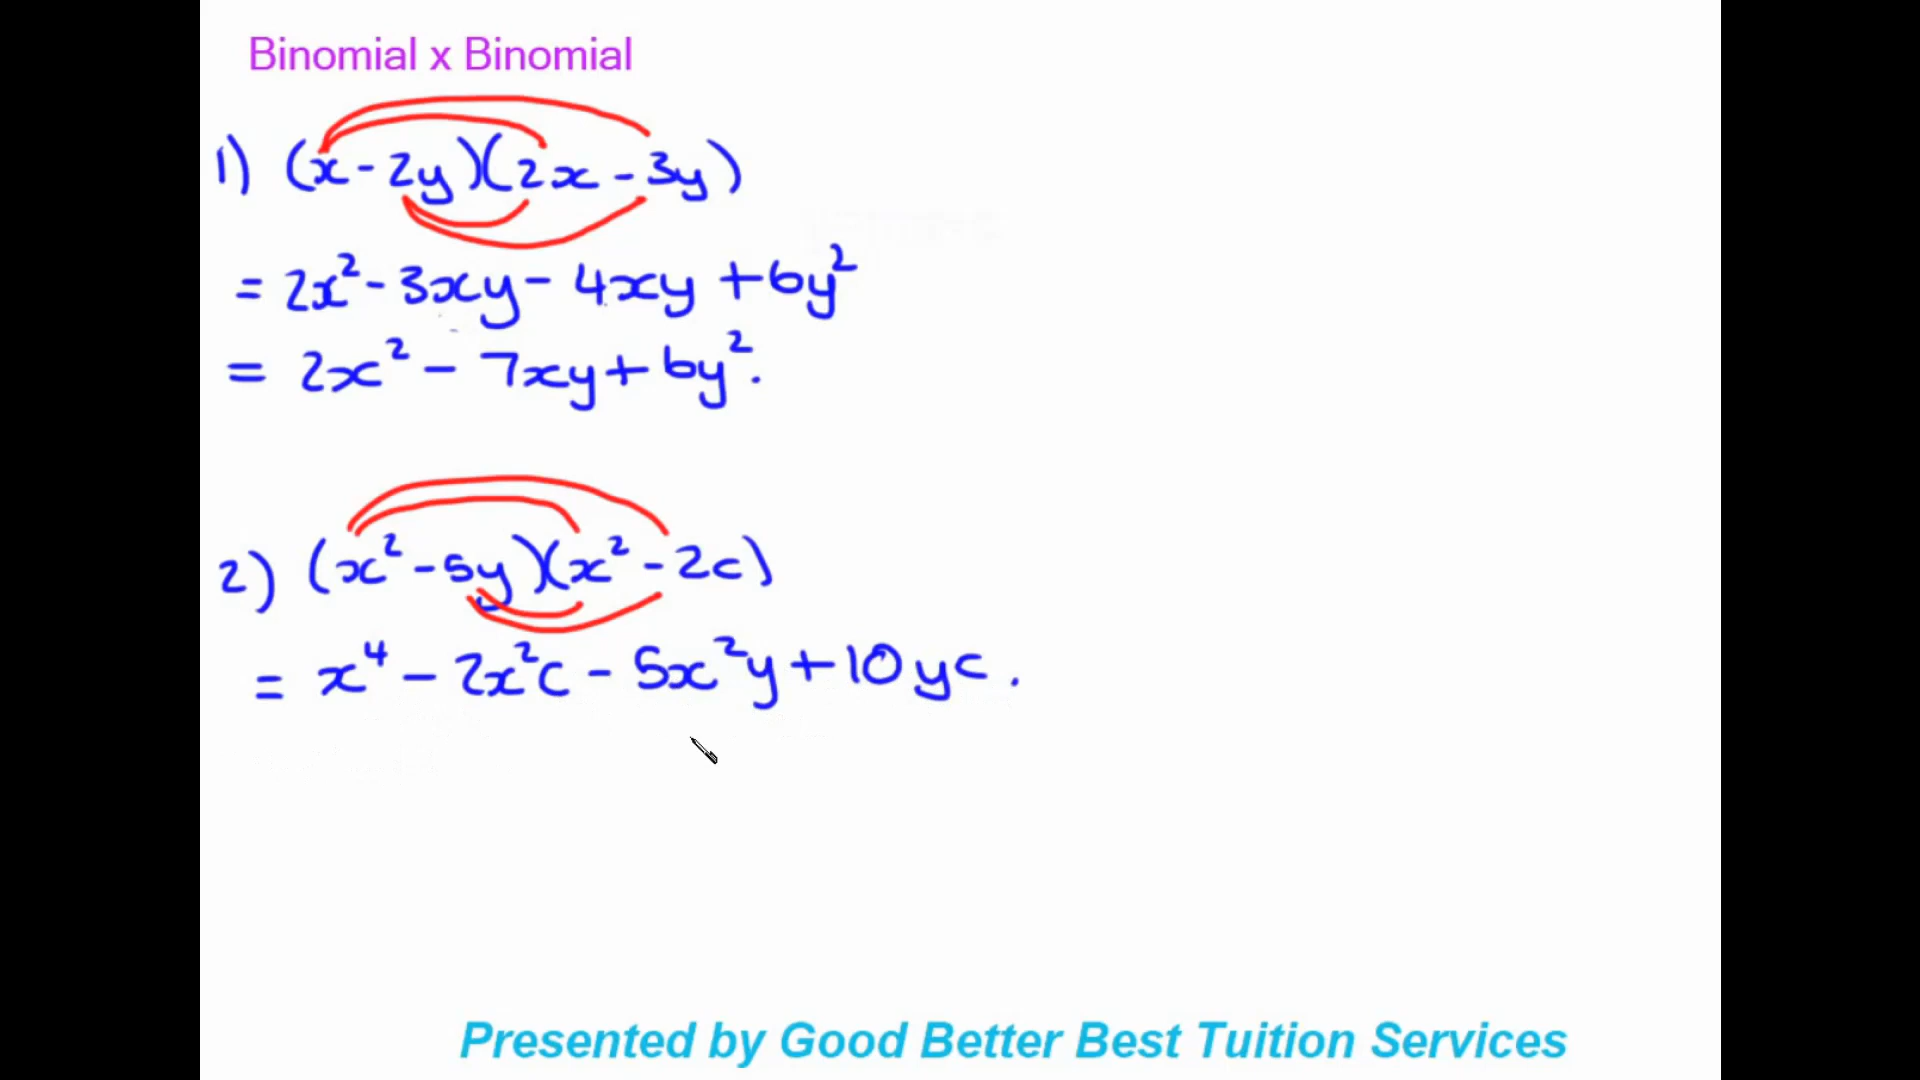 Binomial x Binomial
1) (x - 2y)(2x - 3y)
= 2x² - 3xy - 4xy + 6y²
= 2x² - 7xy + 6y².
2) (x² - 5y)(x² - 2c)
= x⁴ - 2x²c - 5x²y + 10yc.
Presented by Good Better Best Tuition Services